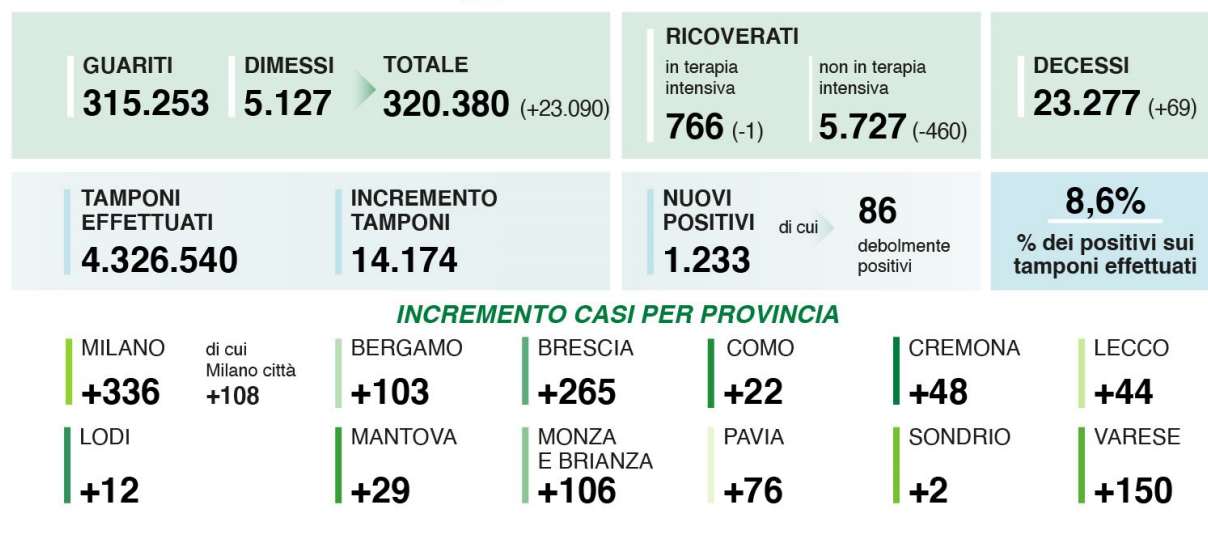 GUARITI
315.253
DIMESSI
5.127
TOTALE
320.380 (+23.090)
RICOVERATI
in terapia
intensiva
766 (-1)
non in terapia
intensiva
5.727 (-460)
DECESSI
23.277 (+69)
TAMPONI
EFFETTUATI
4.326.540
INCREMENTO
TAMPONI
14.174
NUOVI
POSITIVI
1.233
di cui
86
debolmente
positivi
8,6%
% dei positivi sui
tamponi effettuati
INCREMENTO CASI PER PROVINCIA
MILANO
+336
di cui
Milano città
+108
BERGAMO
+103
BRESCIA
+265
COMO
+22
CREMONA
+48
LECCO
+44
LODI
+12
MANTOVA
+29
MONZA
E BRIANZA
+106
PAVIA
+76
SONDRIO
+2
VARESE
+150